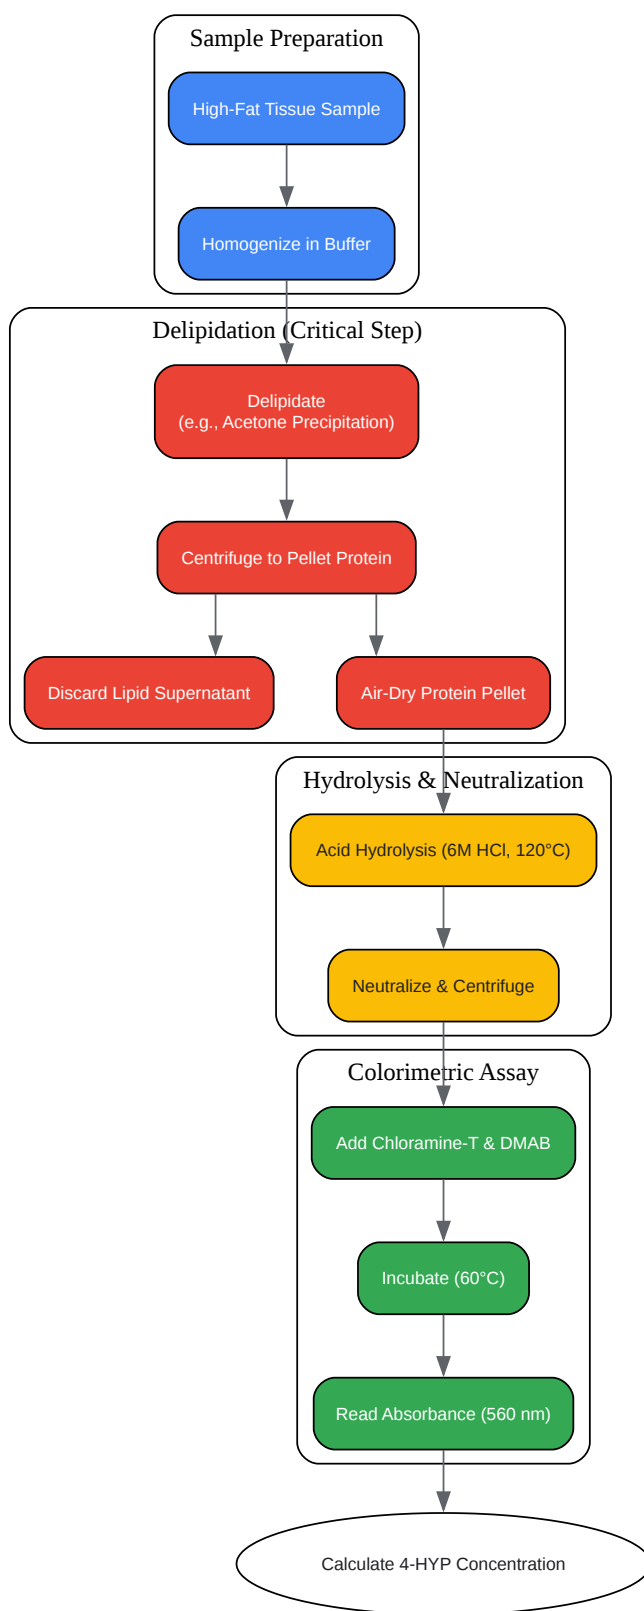 Sample Preparation
High-Fat Tissue Sample
Homogenize in Buffer
Delipidation (Critical Step)
Delipidate
(e.g., Acetone Precipitation)
Centrifuge to Pellet Protein
Discard Lipid Supernatant
Air-Dry Protein Pellet
Hydrolysis & Neutralization
Acid Hydrolysis (6M HCl, 120°C)
Neutralize & Centrifuge
Colorimetric Assay
Add Chloramine-T & DMAB
Incubate (60°C)
Read Absorbance (560 nm)
Calculate 4-HYP Concentration